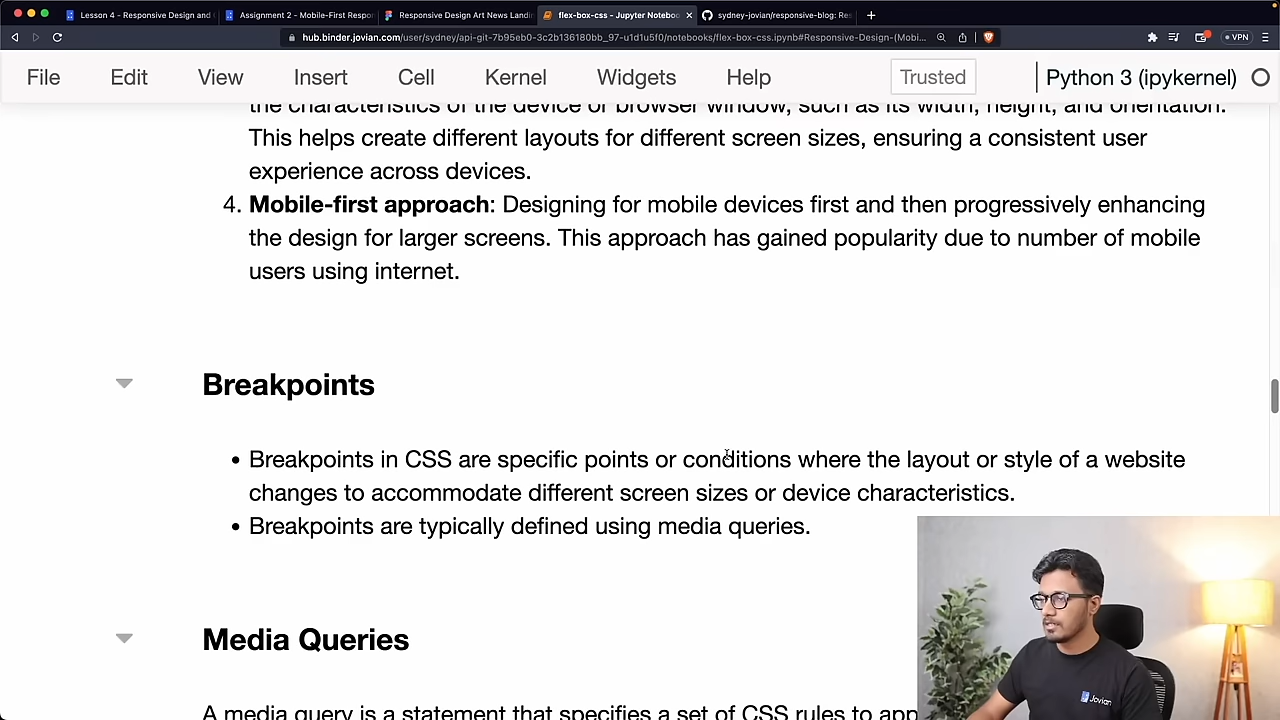 Lesson 4 - Responsive Design and
Assignment 2 - Mobile-First Respon
Responsive Design Art News Landi
flex-box-css - Jupyter Notebo
sydney-jovian/responsive-blog: Res
hub.binder.jovian.com/user/sydney/api-git-7b95eb0-3c2b136180bb_97-u1d1u5f0/notebooks/flex-box-css.ipynb#Responsive-Design-(Mobi...
VPN
File Edit View Insert Cell Kernel Widgets Help Trusted Python 3 (ipykernel)
the characteristics of the device or browser window, such as its width, height, and orientation.
This helps create different layouts for different screen sizes, ensuring a consistent user
experience across devices.
4. Mobile-first approach: Designing for mobile devices first and then progressively enhancing
the design for larger screens. This approach has gained popularity due to number of mobile
users using internet.
Breakpoints
• Breakpoints in CSS are specific points or conditions where the layout or style of a website
changes to accommodate different screen sizes or device characteristics.
• Breakpoints are typically defined using media queries.
Media Queries
A media query is a statement that specifies a set of CSS rules to app
Jovian